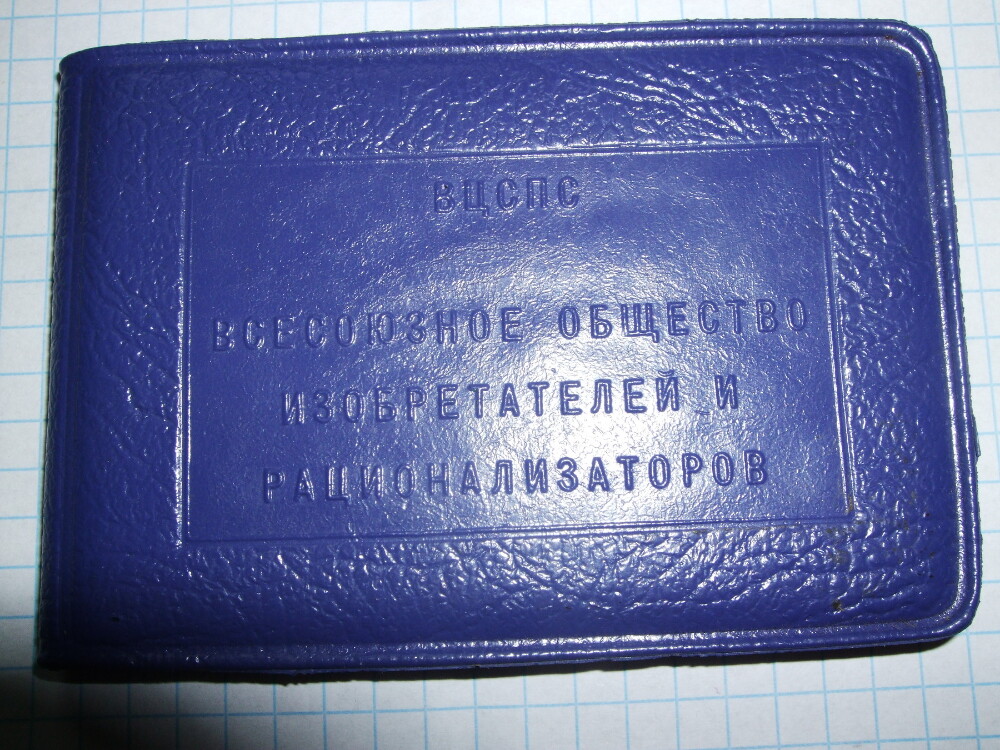 ВЦСПС
ВСЕСОЮЗНОЕ ОБЩЕСТВО
ИЗОБРЕТАТЕЛЕЙ И
РАЦИОНАЛИЗАТОРОВ